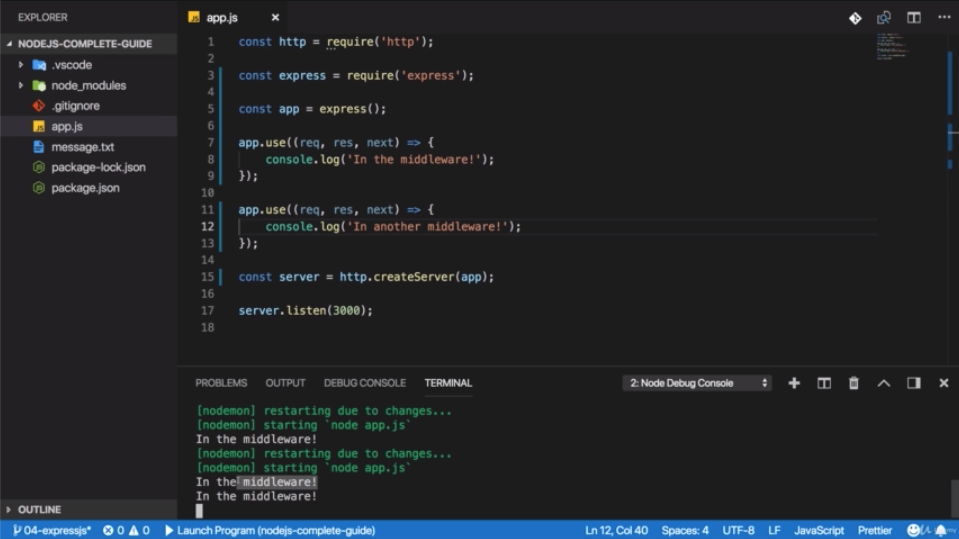 EXPLORER
app.js
NODEJS-COMPLETE-GUIDE
.vscode
node_modules
.gitignore
app.js
message.txt
package-lock.json
package.json
OUTLINE
1 const http = require('http');
2
3 const express = require('express');
4
5 const app = express();
6
7 app.use((req, res, next) => {
8 console.log('In the middleware!');
9 });
10
11 app.use((req, res, next) => {
12 console.log('In another middleware!');
13 });
14
15 const server = http.createServer(app);
16
17 server.listen(3000);
18
PROBLEMS OUTPUT DEBUG CONSOLE TERMINAL 2: Node Debug Console
[nodemon] restarting due to changes...
[nodemon] starting `node app.js`
In the middleware!
[nodemon] restarting due to changes...
[nodemon] starting `node app.js`
In the middleware!
In the middleware!
04-expressjs* 0 0 Launch Program (nodejs-complete-guide) Ln 12, Col 40 Spaces: 4 UTF-8 LF JavaScript Prettier